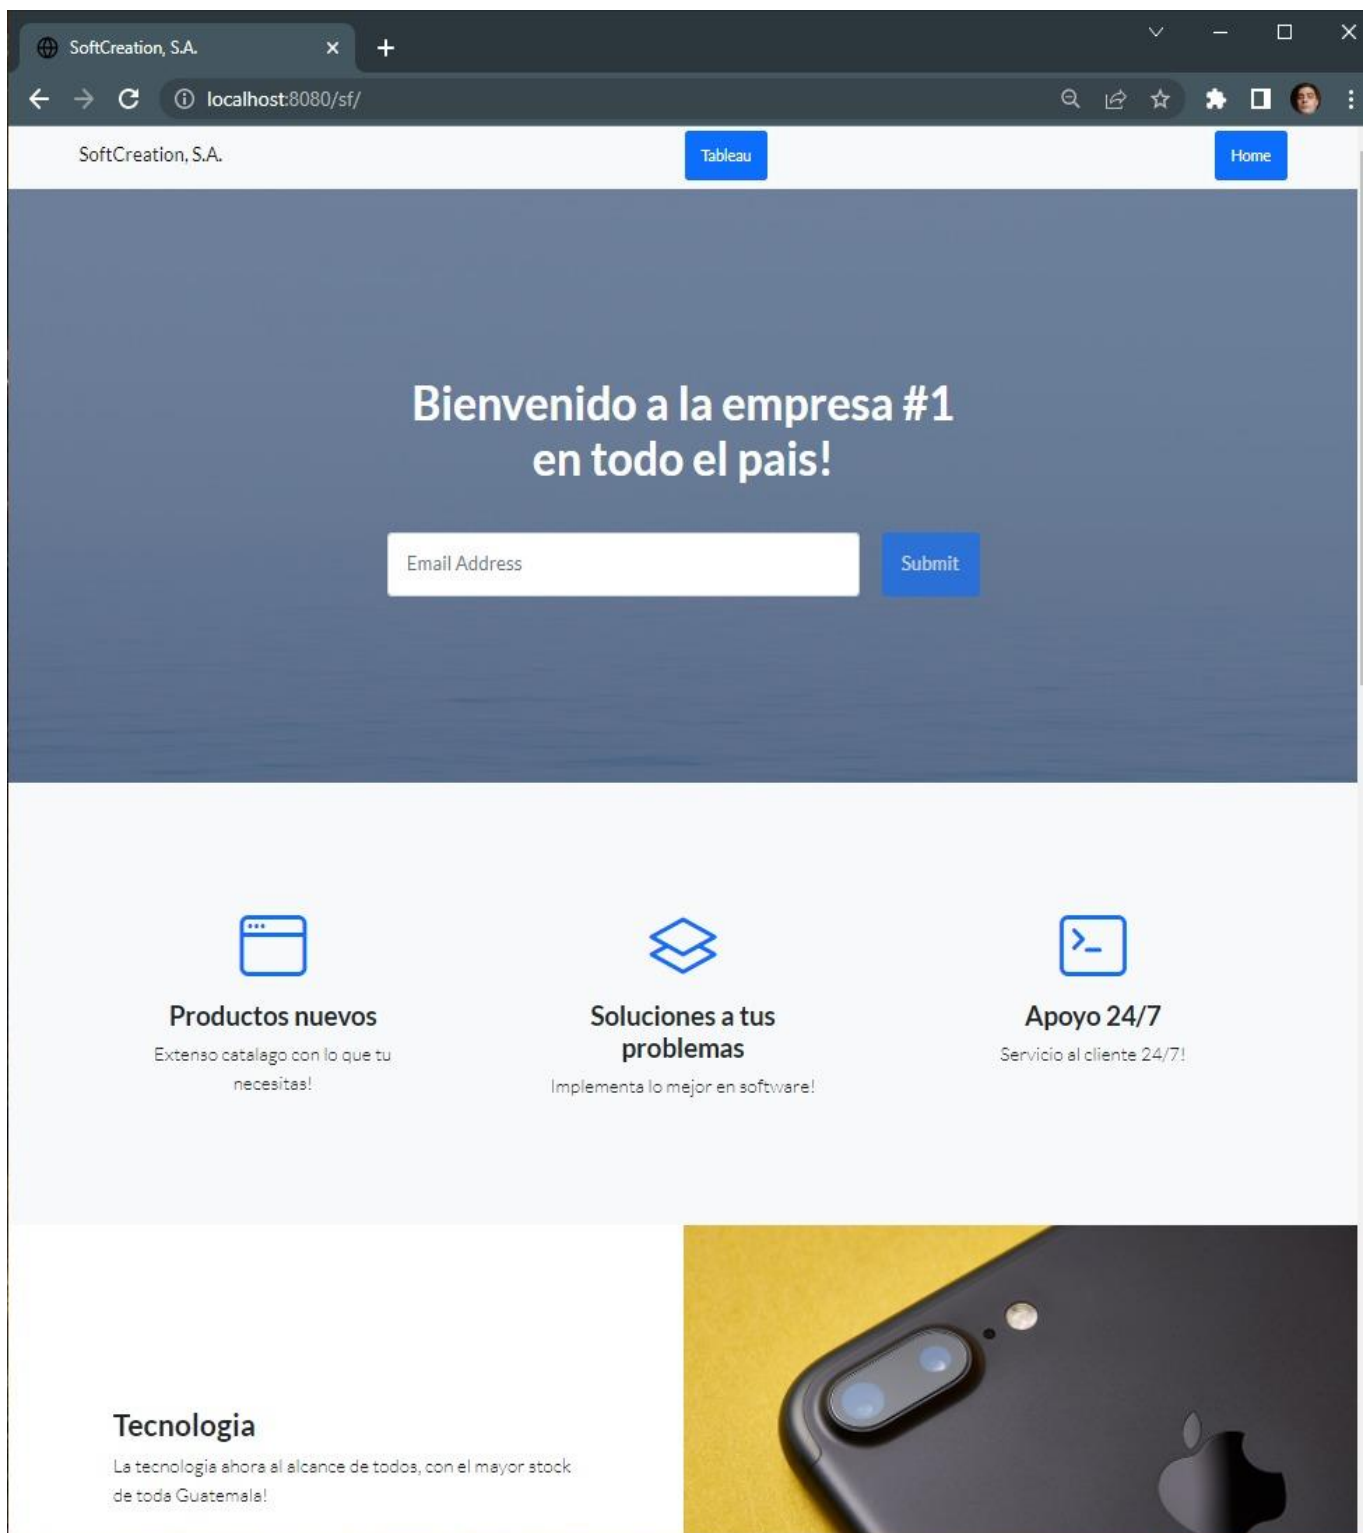 SoftCreation, S.A.
localhost:8080/sf/
SoftCreation, S.A.
Tableau
Home
Bienvenido a la empresa #1
en todo el pais!
Email Address
Submit
Productos nuevos
Extenso catalago con lo que tu
necesitas!
Soluciones a tus
problemas
Implementa lo mejor en software!
Apoyo 24/7
Servicio al cliente 24/7!
Tecnologia
La tecnologia ahora al alcance de todos, con el mayor stock
de toda Guatemala!